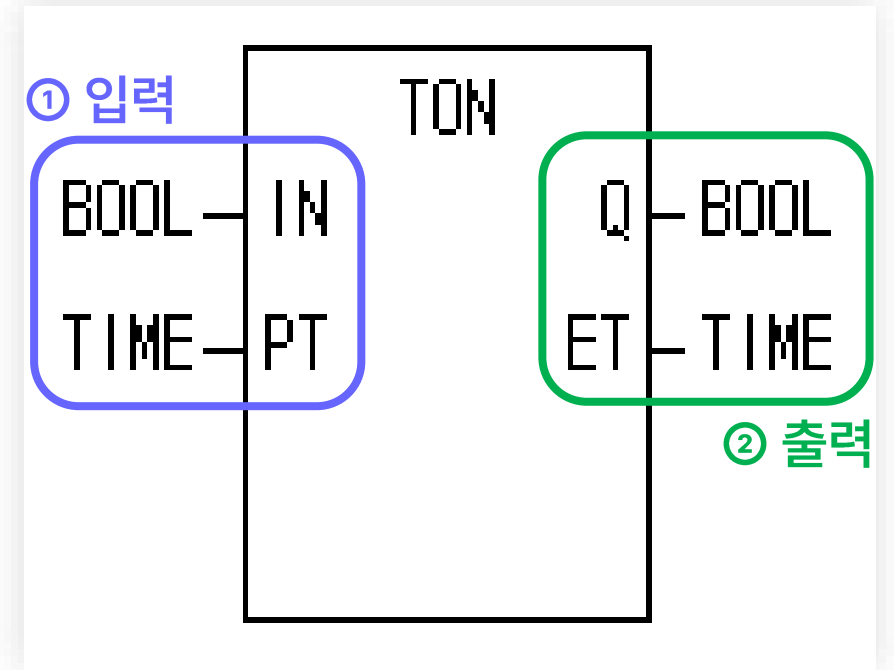 ① 입력
TON
BOOL IN Q BOOL
TIME PT ET TIME
② 출력